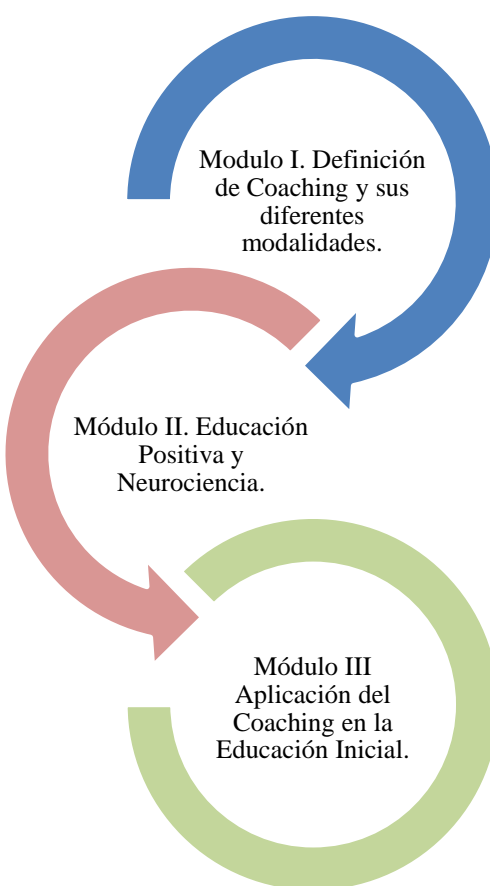 Modulo I. Definición
de Coaching y sus
diferentes
modalidades.
Módulo II. Educación
Positiva y
Neurociencia.
Módulo III
Aplicación del
Coaching en la
Educación Inicial.